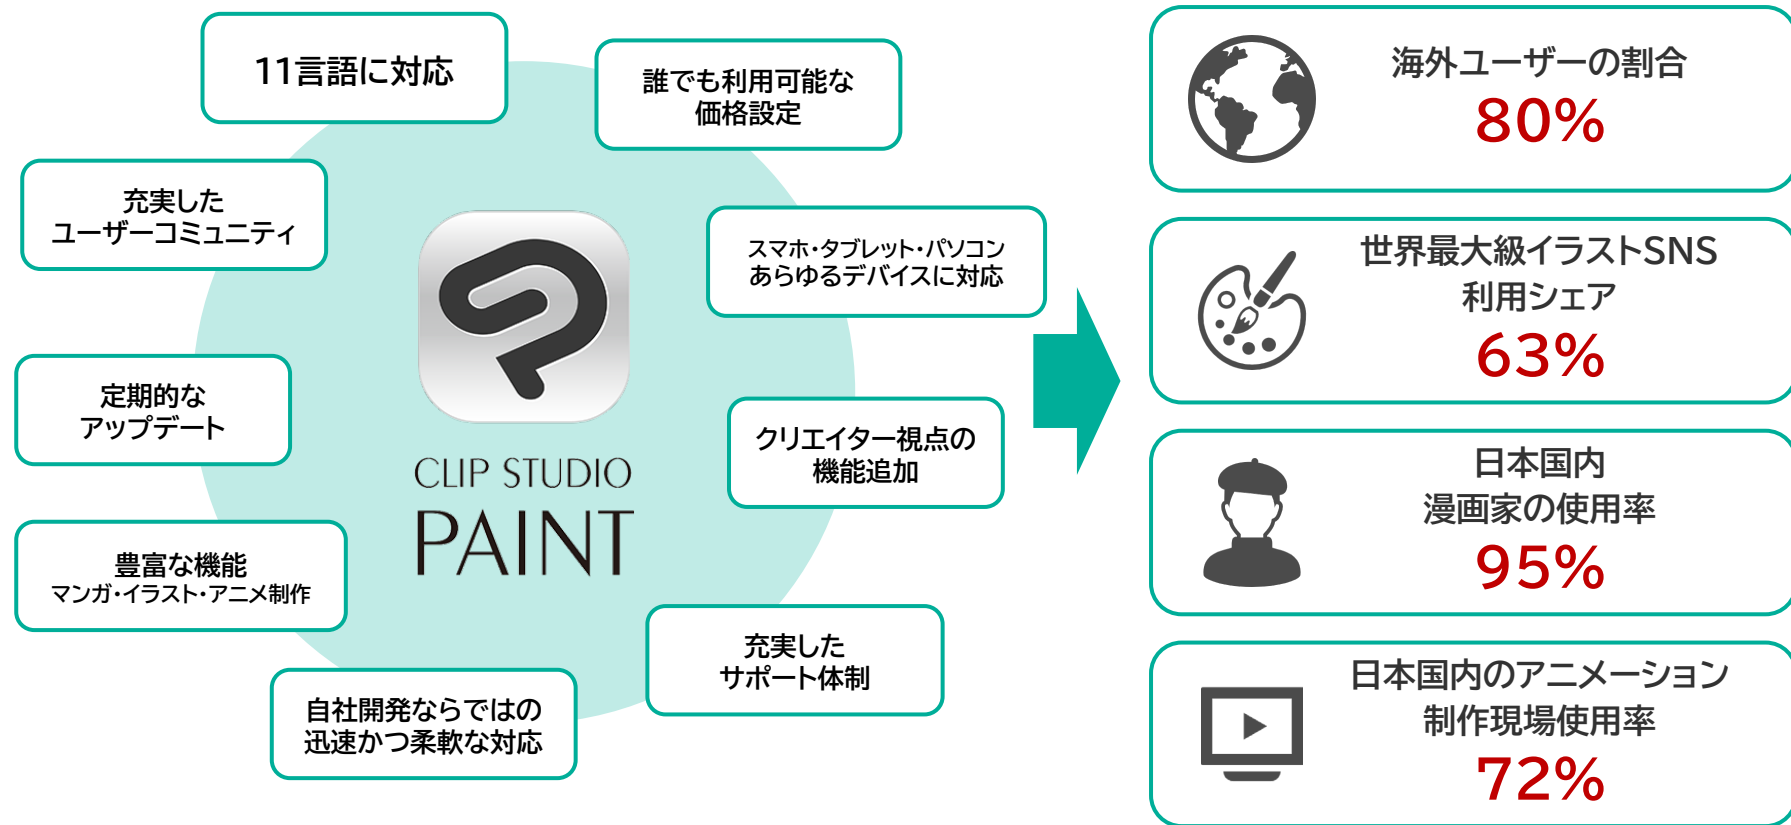 11言語に対応
誰でも利用可能な
価格設定
充実した
ユーザーコミュニティ
スマホ・タブレット・パソコン
あらゆるデバイスに対応
定期的な
アップデート
クリエイター視点の
機能追加
豊富な機能
マンガ・イラスト・アニメ制作
充実した
サポート体制
自社開発ならではの
迅速かつ柔軟な対応
CLIP STUDIO
PAINT
海外ユーザーの割合
80%
世界最大級イラストSNS
利用シェア
63%
日本国内
漫画家の使用率
95%
日本国内のアニメーション
制作現場使用率
72%